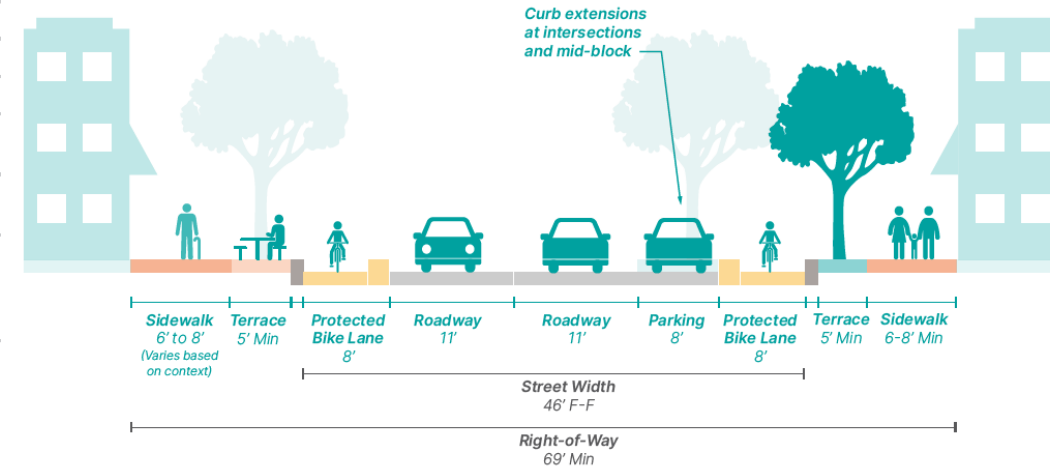 Curb extensions
at intersections
and mid-block
Sidewalk
6’ to 8’
(Varies based
on context)
Terrace
5’ Min
Protected
Bike Lane
8’
Roadway
11’
Roadway
11’
Parking
8’
Protected
Bike Lane
8’
Terrace
5’ Min
Sidewalk
6-8’ Min
Street Width
46’ F-F
Right-of-Way
69’ Min